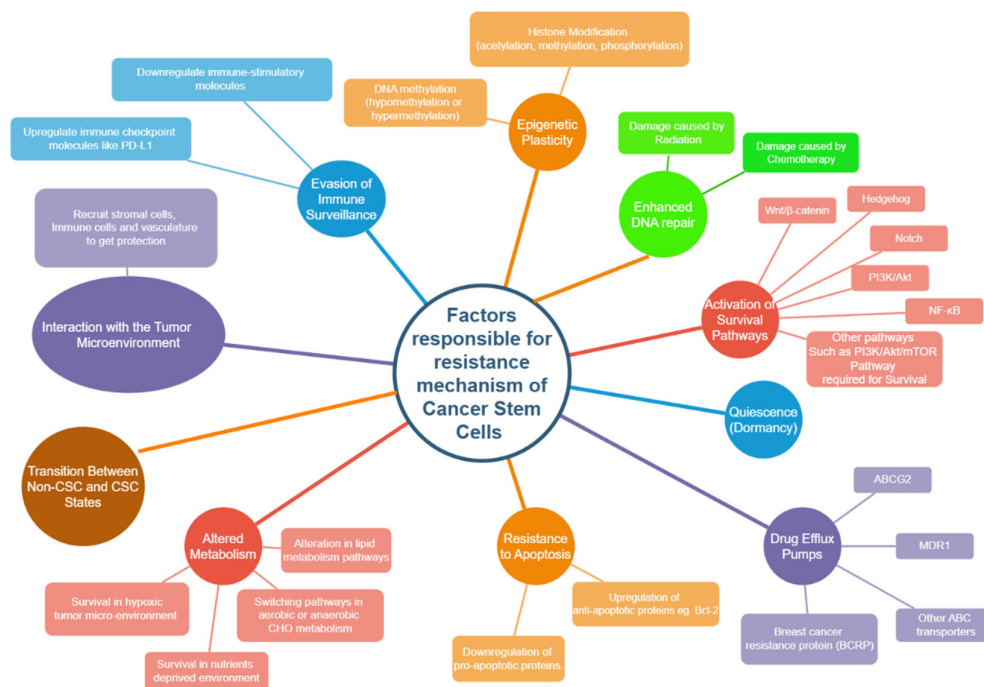 Histone Modification
(acetylation, methylation, phosphorylation)
Downregulate immune-stimulatory
molecules
DNA methylation
(hypomethylation or
hypermethylation)
Epigenetic
Plasticity
Upregulate immune checkpoint
molecules like PD-L1
Evasion of
Immune
Surveillance
Damage caused by
Radiation
Damage caused by
Chemotherapy
Enhanced
DNA repair
Recruit stromal cells,
Immune cells and vasculature
to get protection
Interaction with the Tumor
Microenvironment
Wnt/β-catenin
Hedgehog
Notch
PI3K/Akt
NF-κB
Activation of
Survival
Pathways
Other pathways
Such as PI3K/Akt/mTOR
Pathway
required for Survival
Factors
responsible for
resistance
mechanism of
Cancer Stem
Cells
Quiescence
(Dormancy)
Transition Between
Non-CSC and CSC
States
Altered
Metabolism
Alteration in lipid
metabolism pathways
Survival in hypoxic
tumor micro-environment
Switching pathways in
aerobic or anaerobic
CHO metabolism
Survival in nutrients
deprived environment
Resistance
to Apoptosis
Upregulation of
anti-apoptotic proteins eg. Bcl-2
Downregulation of
pro-apoptotic proteins.
Drug Efflux
Pumps
ABCG2
MDR1
Other ABC
transporters
Breast cancer
resistance protein (BCRP)